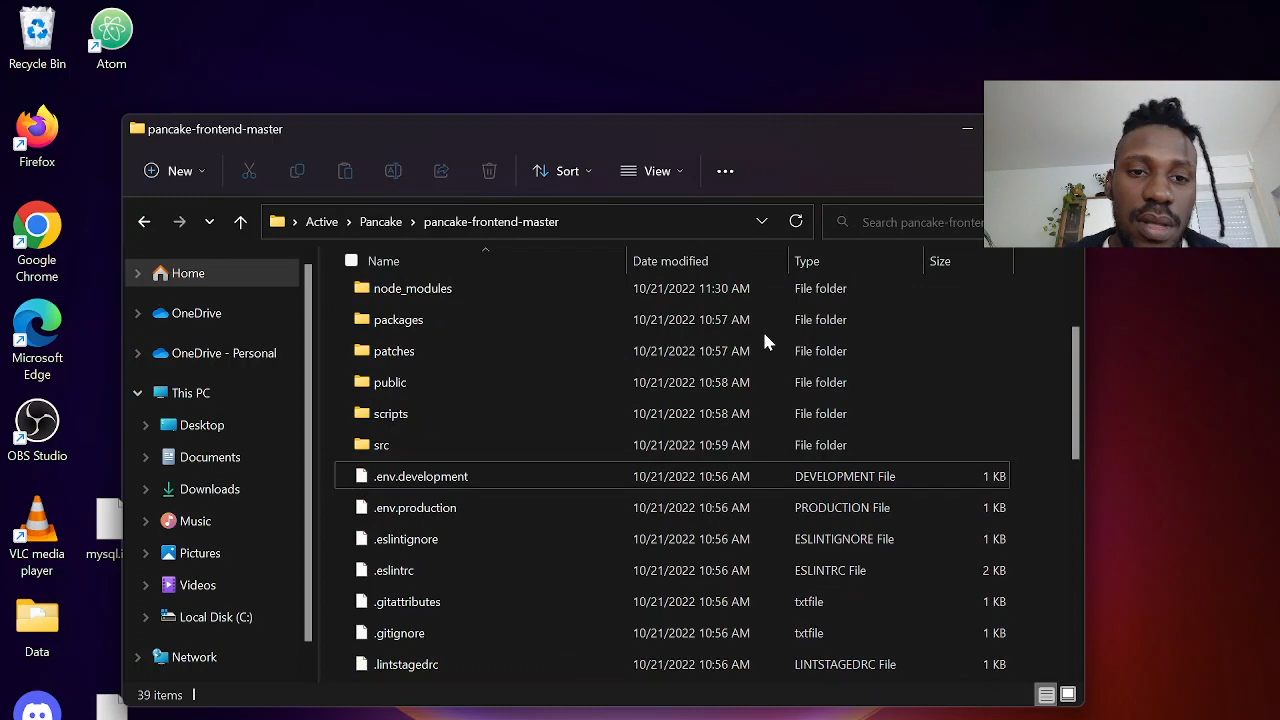 Recycle Bin
Atom
Firefox
Google
Chrome
Microsoft
Edge
OBS Studio
VLC media
player
mysql.i
Data
pancake-frontend-master
New
Sort
View
Active
Pancake
pancake-frontend-master
Search pancake-fronten
Home
OneDrive
OneDrive - Personal
This PC
Desktop
Documents
Downloads
Music
Pictures
Videos
Local Disk (C:)
Network
Name Date modified Type Size
node_modules 10/21/2022 11:30 AM File folder
packages 10/21/2022 10:57 AM File folder
patches 10/21/2022 10:57 AM File folder
public 10/21/2022 10:58 AM File folder
scripts 10/21/2022 10:58 AM File folder
src 10/21/2022 10:59 AM File folder
.env.development 10/21/2022 10:56 AM DEVELOPMENT File 1 KB
.env.production 10/21/2022 10:56 AM PRODUCTION File 1 KB
.eslintignore 10/21/2022 10:56 AM ESLINTIGNORE File 1 KB
.eslintrc 10/21/2022 10:56 AM ESLINTRC File 2 KB
.gitattributes 10/21/2022 10:56 AM txtfile 1 KB
.gitignore 10/21/2022 10:56 AM txtfile 1 KB
.lintstagedrc 10/21/2022 10:56 AM LINTSTAGEDRC File 1 KB
39 items